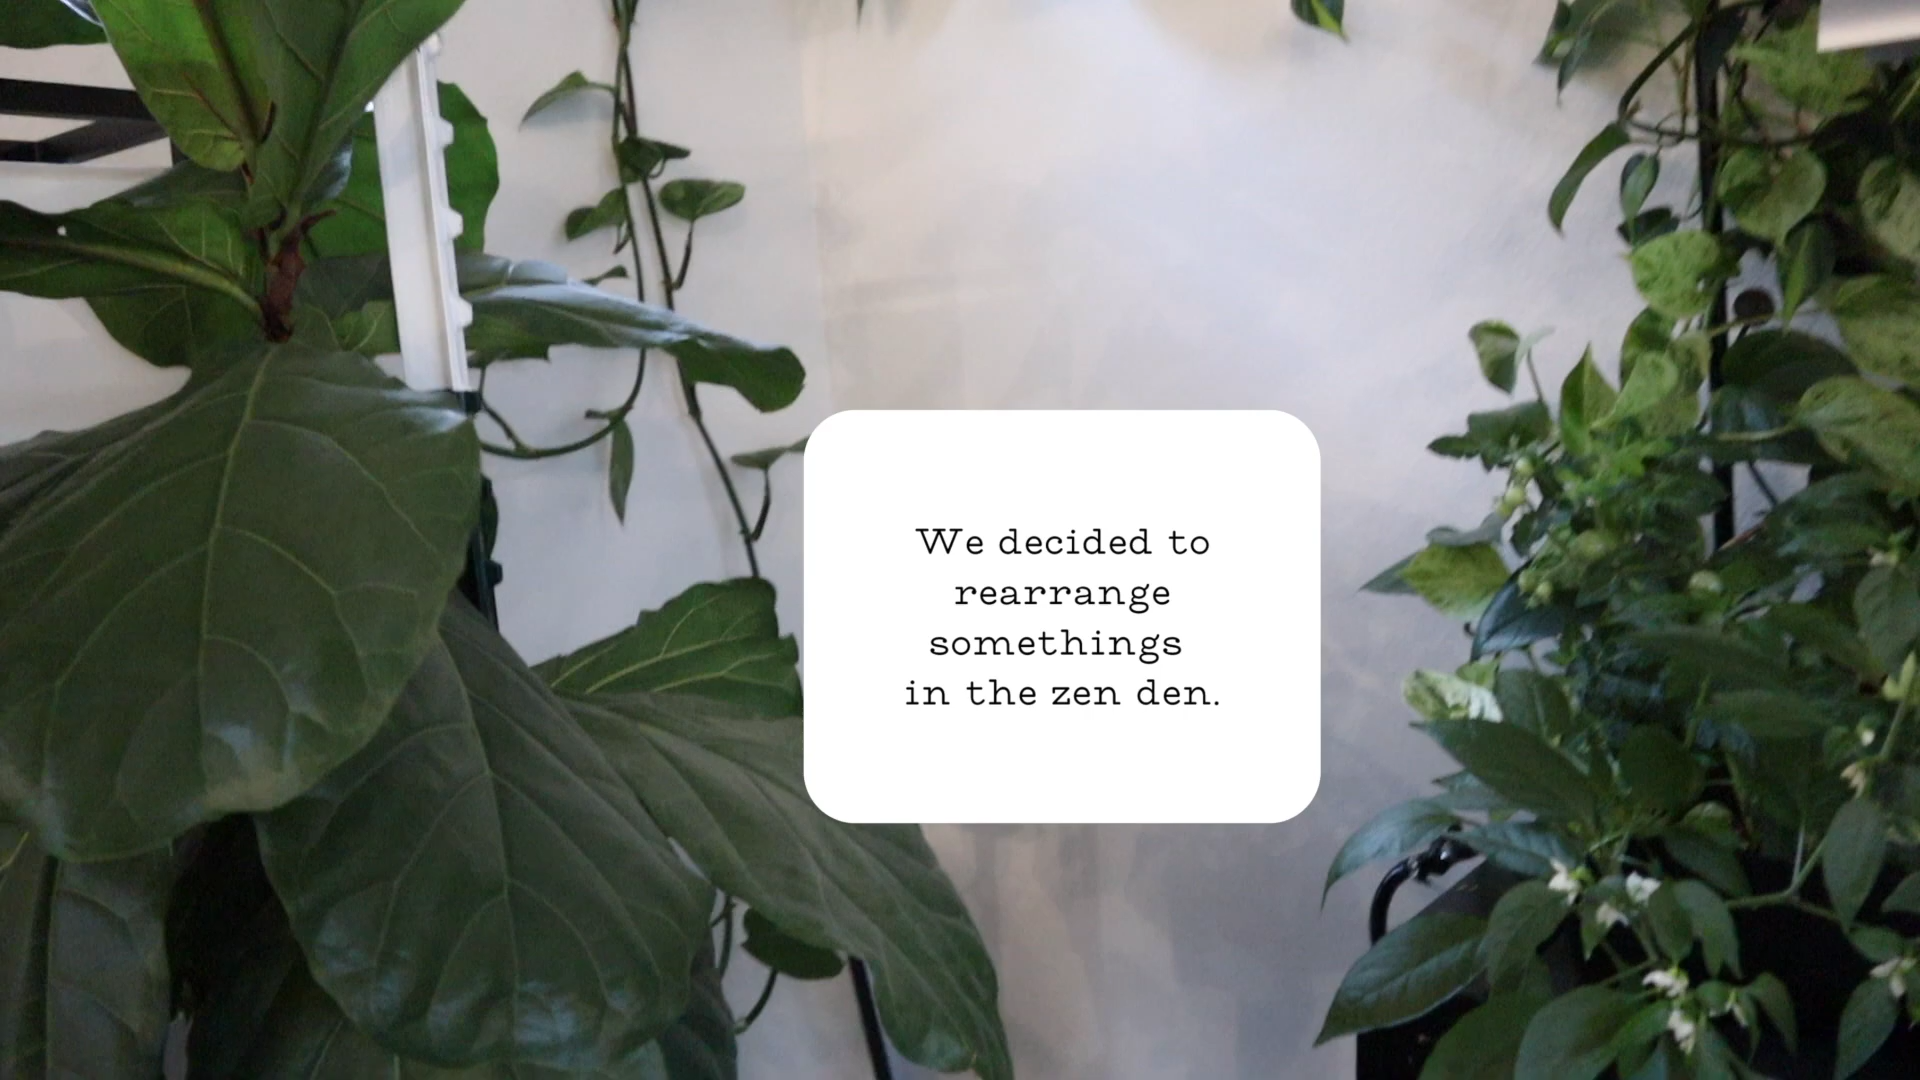 We decided to
rearrange
somethings
in the zen den.